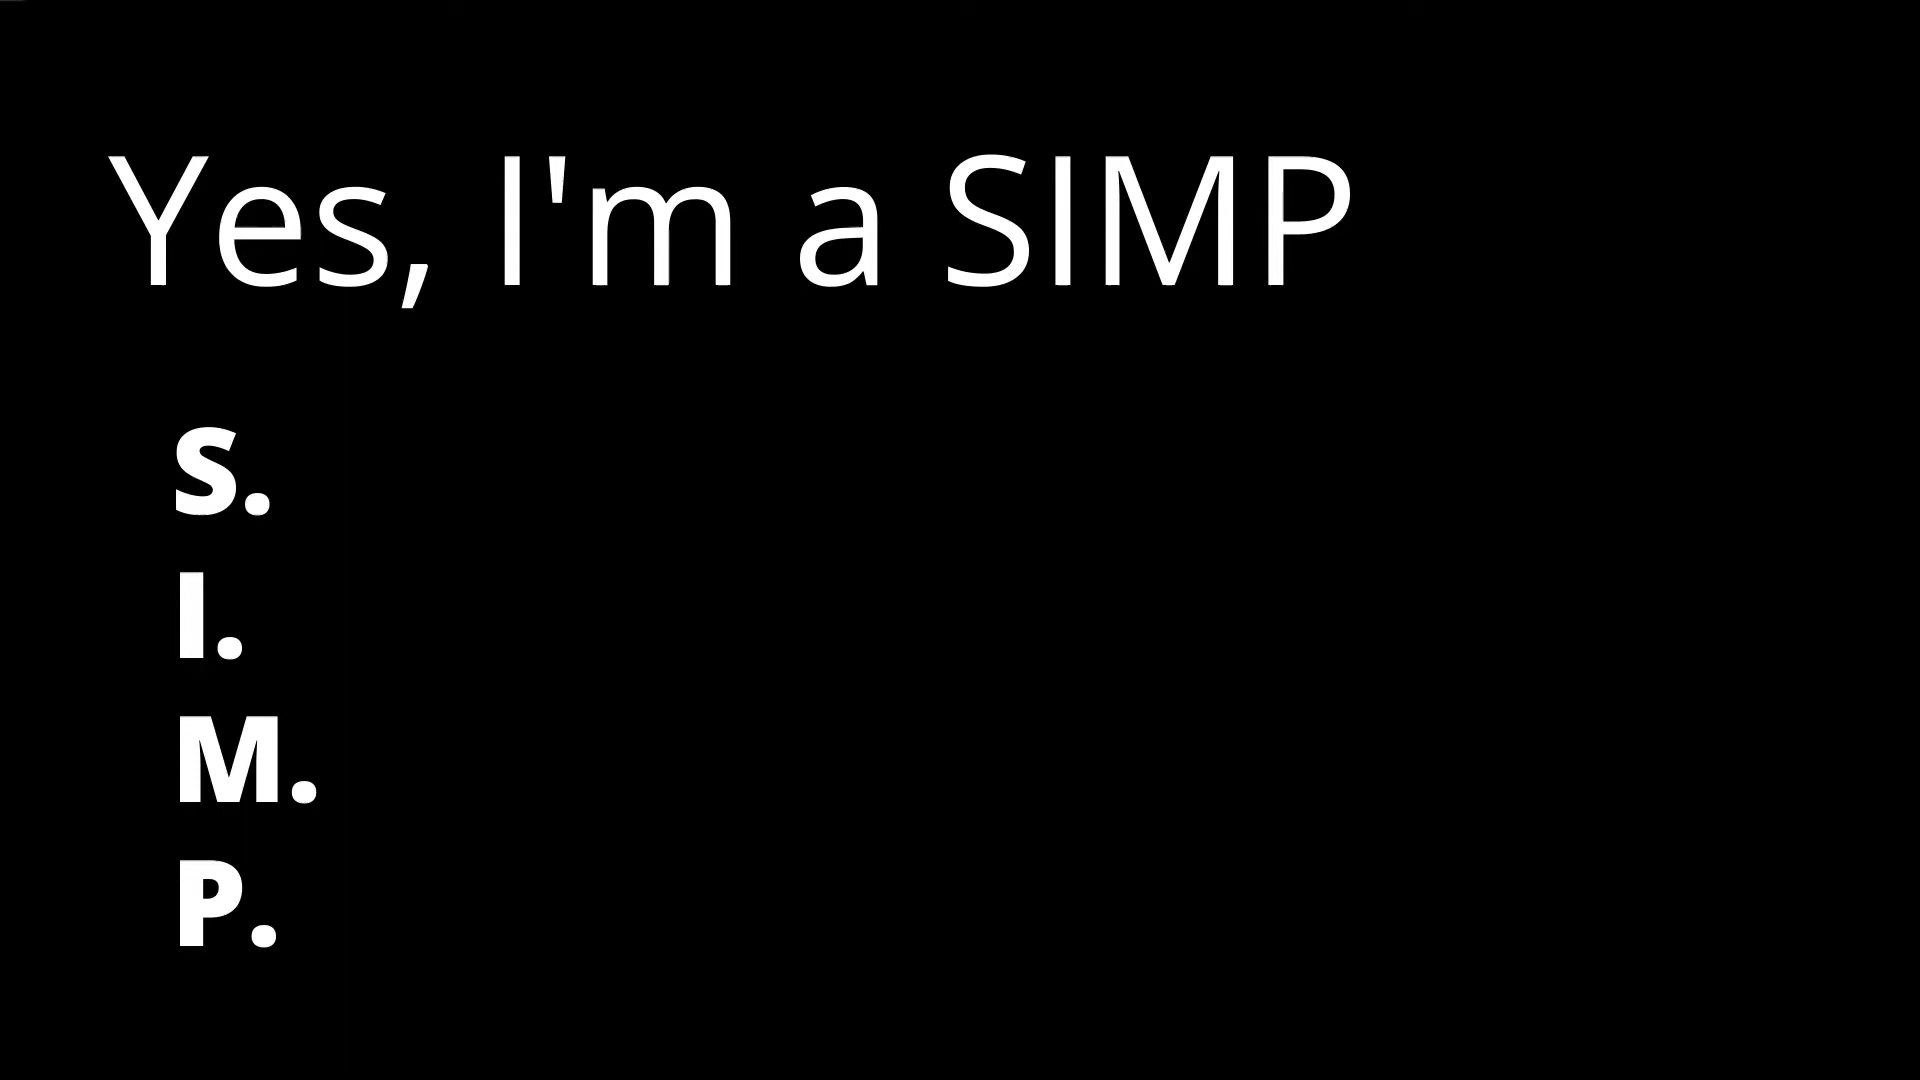 Yes, I'm a SIMP
S.
I.
M.
P.